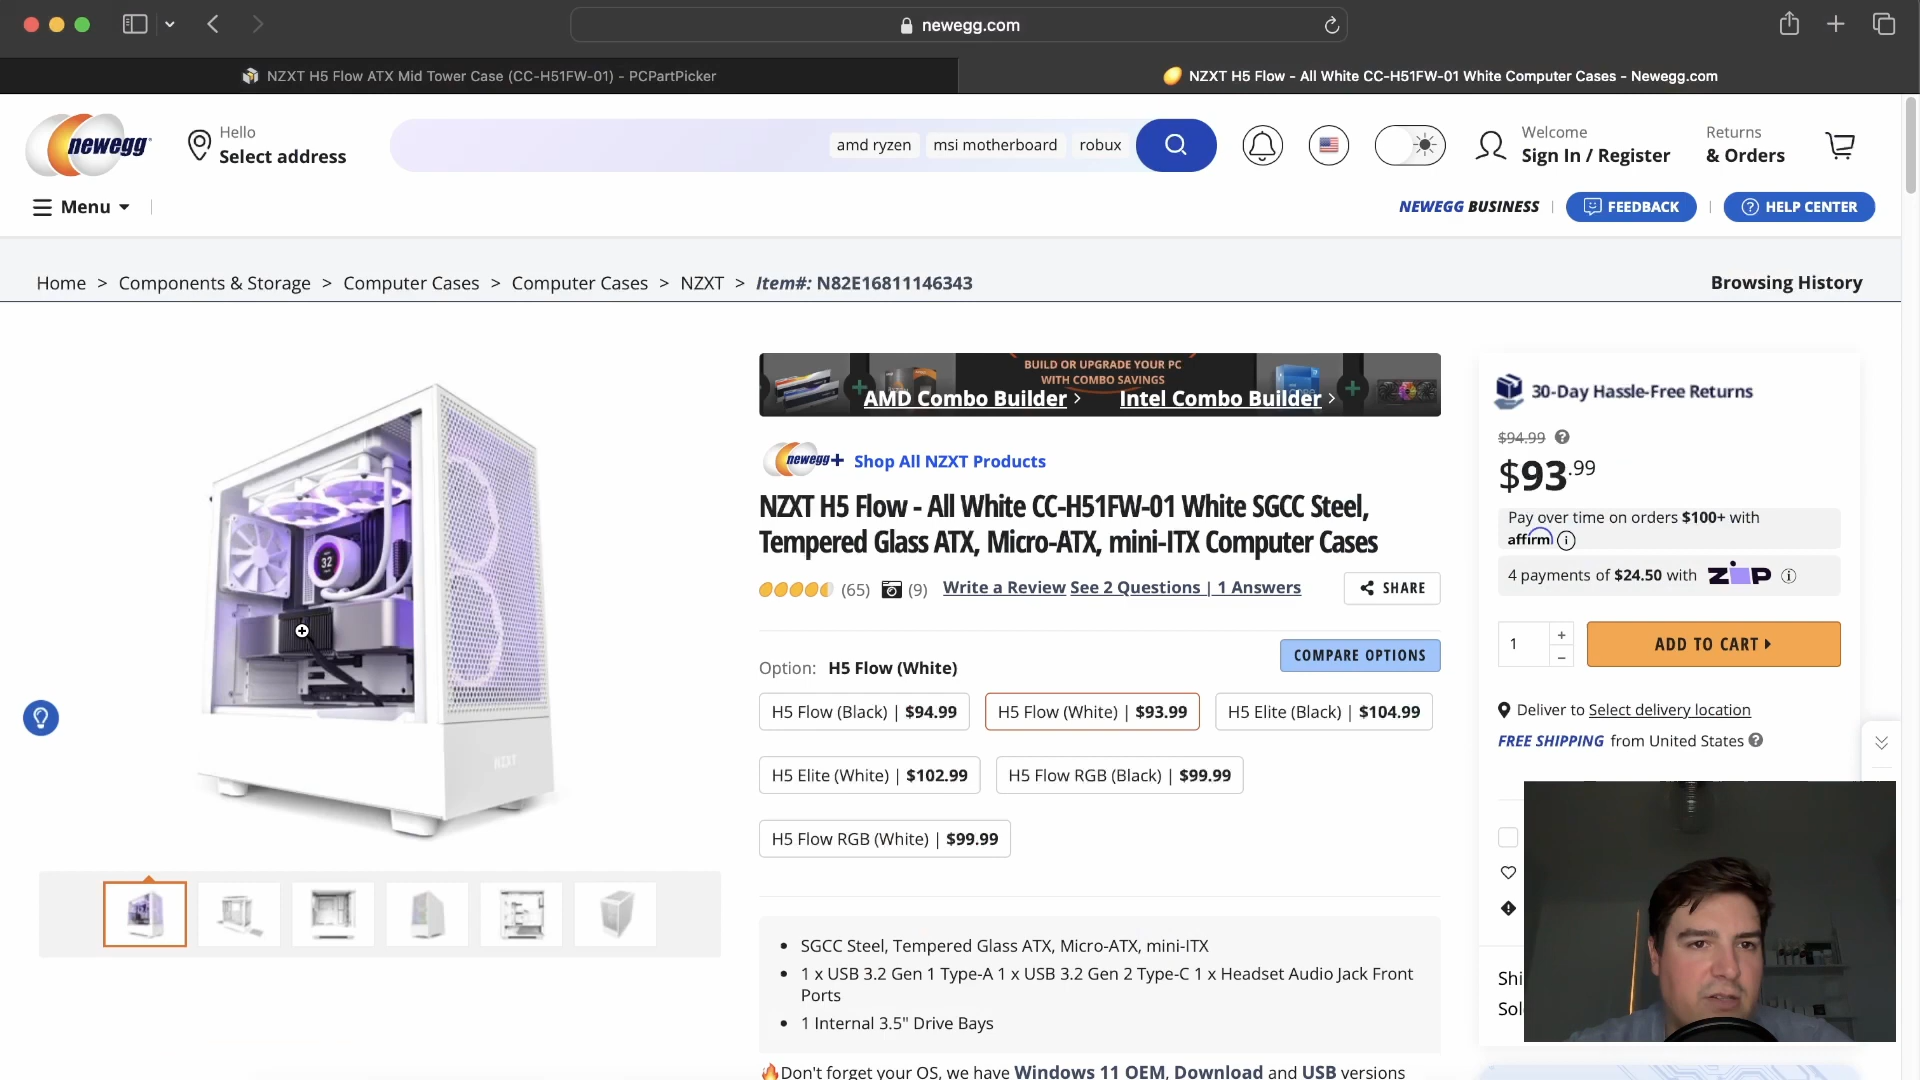 newegg.com
NZXT H5 Flow ATX Mid Tower Case (CC-H51FW-01) - PCPartPicker
NZXT H5 Flow - All White CC-H51FW-01 White Computer Cases - Newegg.com
newegg
Hello
Select address
amd ryzen
msi motherboard
robux
Welcome
Sign In / Register
Returns
& Orders
Menu
NEWEGG BUSINESS
FEEDBACK
HELP CENTER
Home > Components & Storage > Computer Cases > Computer Cases > NZXT > Item#: N82E16811146343
Browsing History
BUILD OR UPGRADE YOUR PC
WITH COMBO SAVINGS
AMD Combo Builder >
Intel Combo Builder >
newegg+ Shop All NZXT Products
NZXT H5 Flow - All White CC-H51FW-01 White SGCC Steel,
Tempered Glass ATX, Micro-ATX, mini-ITX Computer Cases
(65) (9) Write a Review See 2 Questions | 1 Answers
SHARE
Option: H5 Flow (White)
COMPARE OPTIONS
H5 Flow (Black) | $94.99
H5 Flow (White) | $93.99
H5 Elite (Black) | $104.99
H5 Elite (White) | $102.99
H5 Flow RGB (Black) | $99.99
H5 Flow RGB (White) | $99.99
• SGCC Steel, Tempered Glass ATX, Micro-ATX, mini-ITX
• 1 x USB 3.2 Gen 1 Type-A 1 x USB 3.2 Gen 2 Type-C 1 x Headset Audio Jack Front
Ports
• 1 Internal 3.5" Drive Bays
Don't forget your OS, we have Windows 11 OEM, Download and USB versions
30-Day Hassle-Free Returns
$94.99
$93.99
Pay over time on orders $100+ with
affirm
4 payments of $24.50 with ZIP
1
+
−
ADD TO CART
Deliver to Select delivery location
FREE SHIPPING from United States
Shi
Sol
32
NZXT